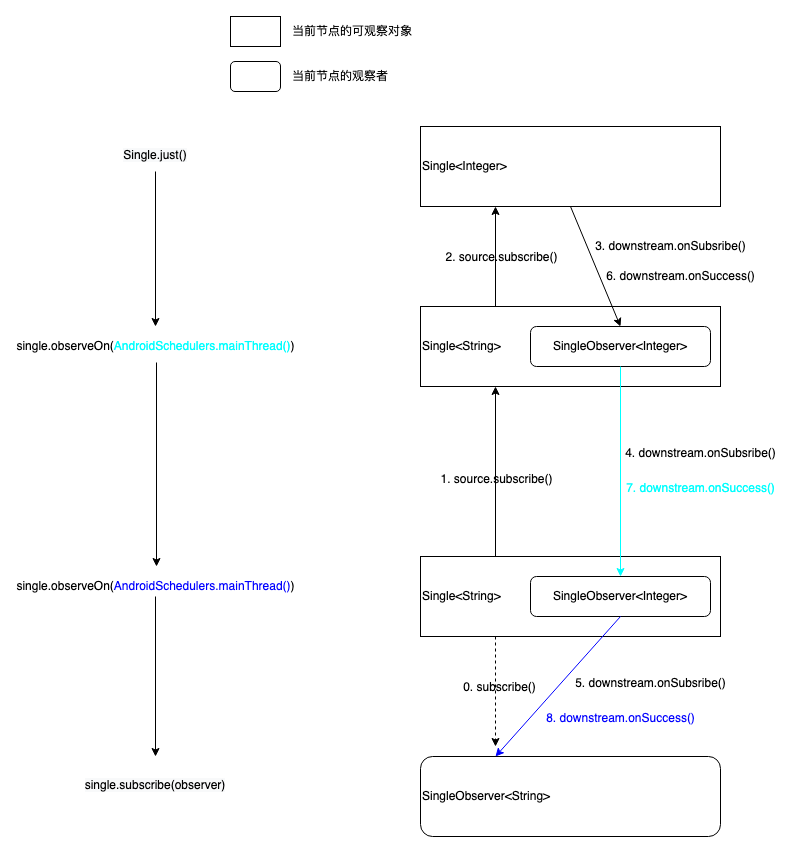 当前节点的可观察对象
当前节点的观察者
Single.just()
Single<Integer>
3. downstream.onSubsribe()
2. source.subscribe()
6. downstream.onSuccess()
single.observeOn(AndroidSchedulers.mainThread())
Single<String>
SingleObserver<Integer>
4. downstream.onSubsribe()
1. source.subscribe()
7. downstream.onSuccess()
single.observeOn(AndroidSchedulers.mainThread())
Single<String>
SingleObserver<Integer>
0. subscribe()
5. downstream.onSubsribe()
8. downstream.onSuccess()
single.subscribe(observer)
SingleObserver<String>